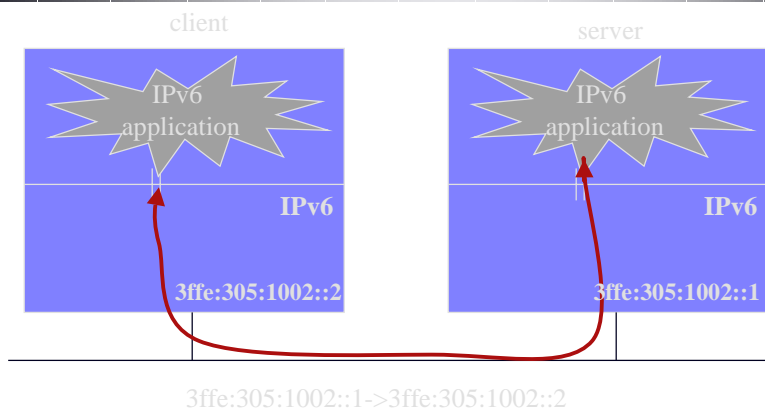 client
server
IPv6
application
IPv6
application
IPv6
IPv6
3ffe:305:1002::2
3ffe:305:1002::1
3ffe:305:1002::1->3ffe:305:1002::2